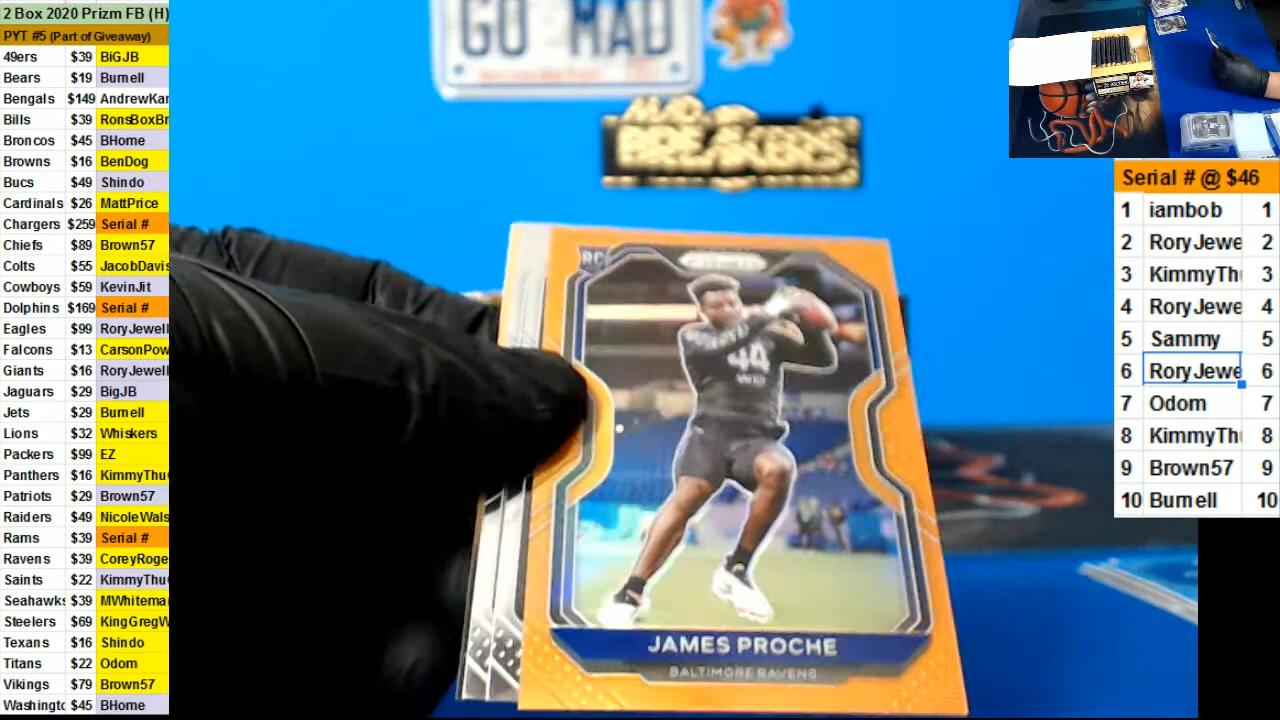 2 Box 2020 Prizm FB (H)
PYT #5 (Part of Giveaway)
49ers $39 BiGJB
Bears $19 Burnell
Bengals $149 AndrewKar
Bills $39 RonsBoxBr
Broncos $45 BHome
Browns $16 BenDog
Bucs $49 Shindo
Cardinals $26 MattPrice
Chargers $259 Serial #
Chiefs $89 Brown57
Colts $55 JacobDavis
Cowboys $59 KevinJit
Dolphins $169 Serial #
Eagles $99 RoryJewell
Falcons $13 CarsonPow
Giants $16 RoryJewell
Jaguars $29 BigJB
Jets $29 Burnell
Lions $32 Whiskers
Packers $99 EZ
Panthers $16 KimmyThu
Patriots $29 Brown57
Raiders $49 NicoleWals
Rams $39 Serial #
Ravens $39 CoreyRoge
Saints $22 KimmyThu
Seahawks $39 MWhitema
Steelers $69 KingGregW
Texans $16 Shindo
Titans $22 Odom
Vikings $79 Brown57
Washingto $45 BHome
GO MAD
BREAKERS
RC
PRIZM
44
JAMES PROCHE
BALTIMORE RAVENS
Serial # @ $46
1 iambob 1
2 RoryJewe 2
3 KimmyTh 3
4 RoryJewe 4
5 Sammy 5
6 RoryJewe 6
7 Odom 7
8 KimmyTh 8
9 Brown57 9
10 Burnell 10